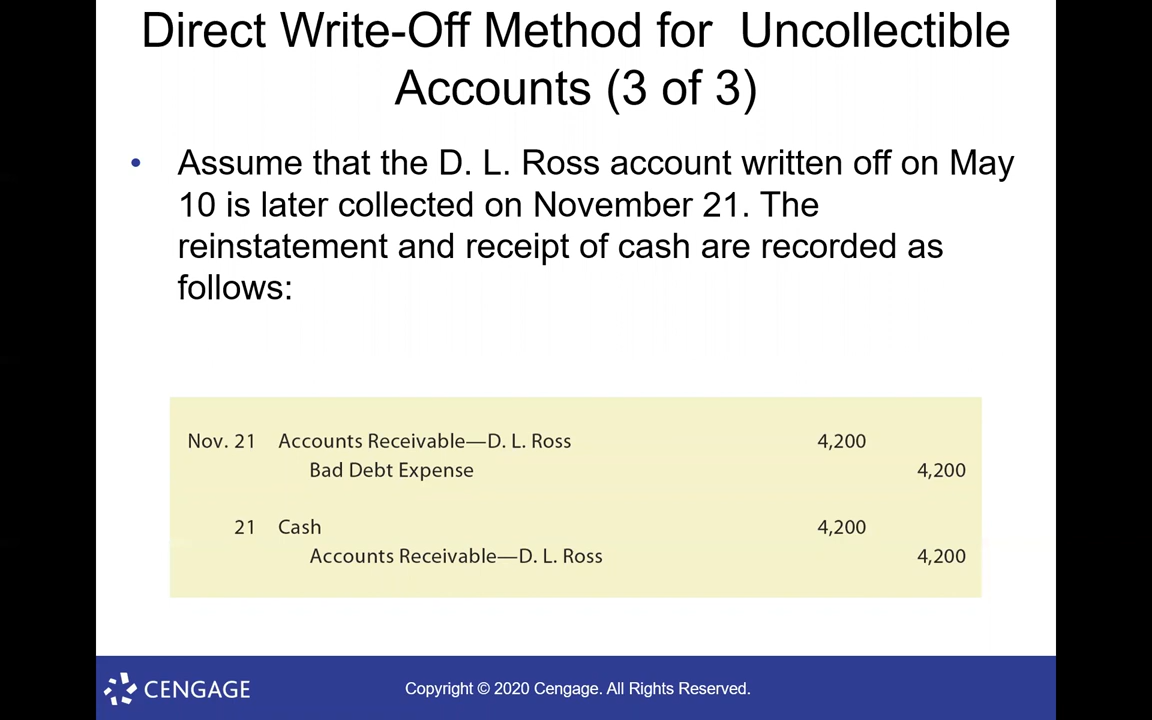 Direct Write-Off Method for  Uncollectible
Accounts (3 of 3)
• Assume that the D. L. Ross account written off on May
10 is later collected on November 21. The
reinstatement and receipt of cash are recorded as
follows:
Nov. 21 Accounts Receivable—D. L. Ross 4,200
Bad Debt Expense 4,200
21 Cash 4,200
Accounts Receivable—D. L. Ross 4,200
CENGAGE Copyright © 2020 Cengage. All Rights Reserved.